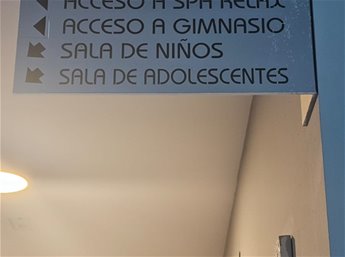 ACCESO A SPA RELAX
ACCESO A GIMNASIO
SALA DE NIÑOS
SALA DE ADOLESCENTES